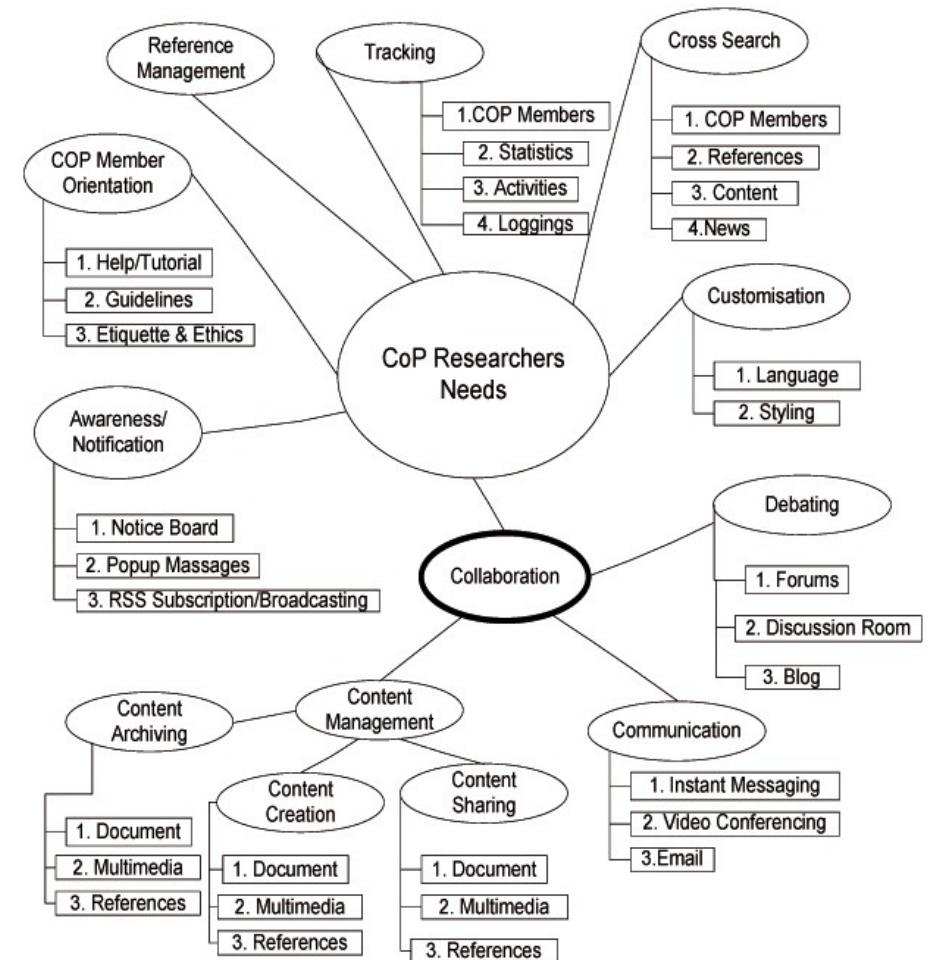 Reference
Management
Tracking
1.COP Members
2. Statistics
3. Activities
4. Loggings
Cross Search
1. COP Members
2. References
3. Content
4.News
COP Member
Orientation
1. Help/Tutorial
2. Guidelines
3. Etiquette & Ethics
CoP Researchers
Needs
Customisation
1. Language
2. Styling
Awareness/
Notification
1. Notice Board
2. Popup Massages
3. RSS Subscription/Broadcasting
Collaboration
Debating
1. Forums
2. Discussion Room
3. Blog
Content
Archiving
1. Document
2. Multimedia
3. References
Content
Management
Content
Creation
1. Document
2. Multimedia
3. References
Content
Sharing
1. Document
2. Multimedia
3. References
Communication
1. Instant Messaging
2. Video Conferencing
3.Email